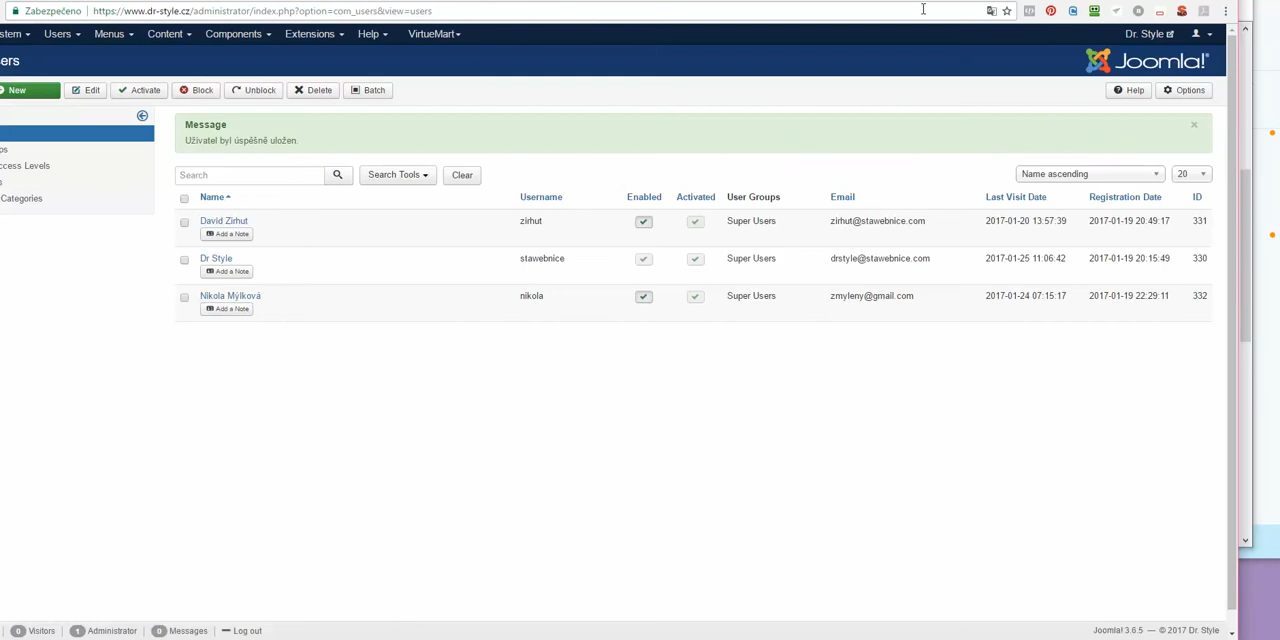 Zabezpečeno https://www.dr-style.cz/administrator/index.php?option=com_users&view=users
stem Users Menus Content Components Extensions Help VirtueMart Dr. Style
ers Joomla!®
New Edit Activate Block Unblock Delete Batch Help Options
Message
Uživatel byl úspěšně uložen.
ps
ccess Levels
s
Categories
Search Search Tools Clear Name ascending 20
Name Username Enabled Activated User Groups Email Last Visit Date Registration Date ID
David Zirhut zirhut Super Users zirhut@stawebnice.com 2017-01-20 13:57:39 2017-01-19 20:49:17 331
Add a Note
Dr Style stawebnice Super Users drstyle@stawebnice.com 2017-01-25 11:06:42 2017-01-19 20:15:49 330
Add a Note
Nikola Mýlková nikola Super Users zmyleny@gmail.com 2017-01-24 07:15:17 2017-01-19 22:29:11 332
Add a Note
0 Visitors 1 Administrator 0 Messages Log out Joomla! 3.6.5 — © 2017 Dr. Style